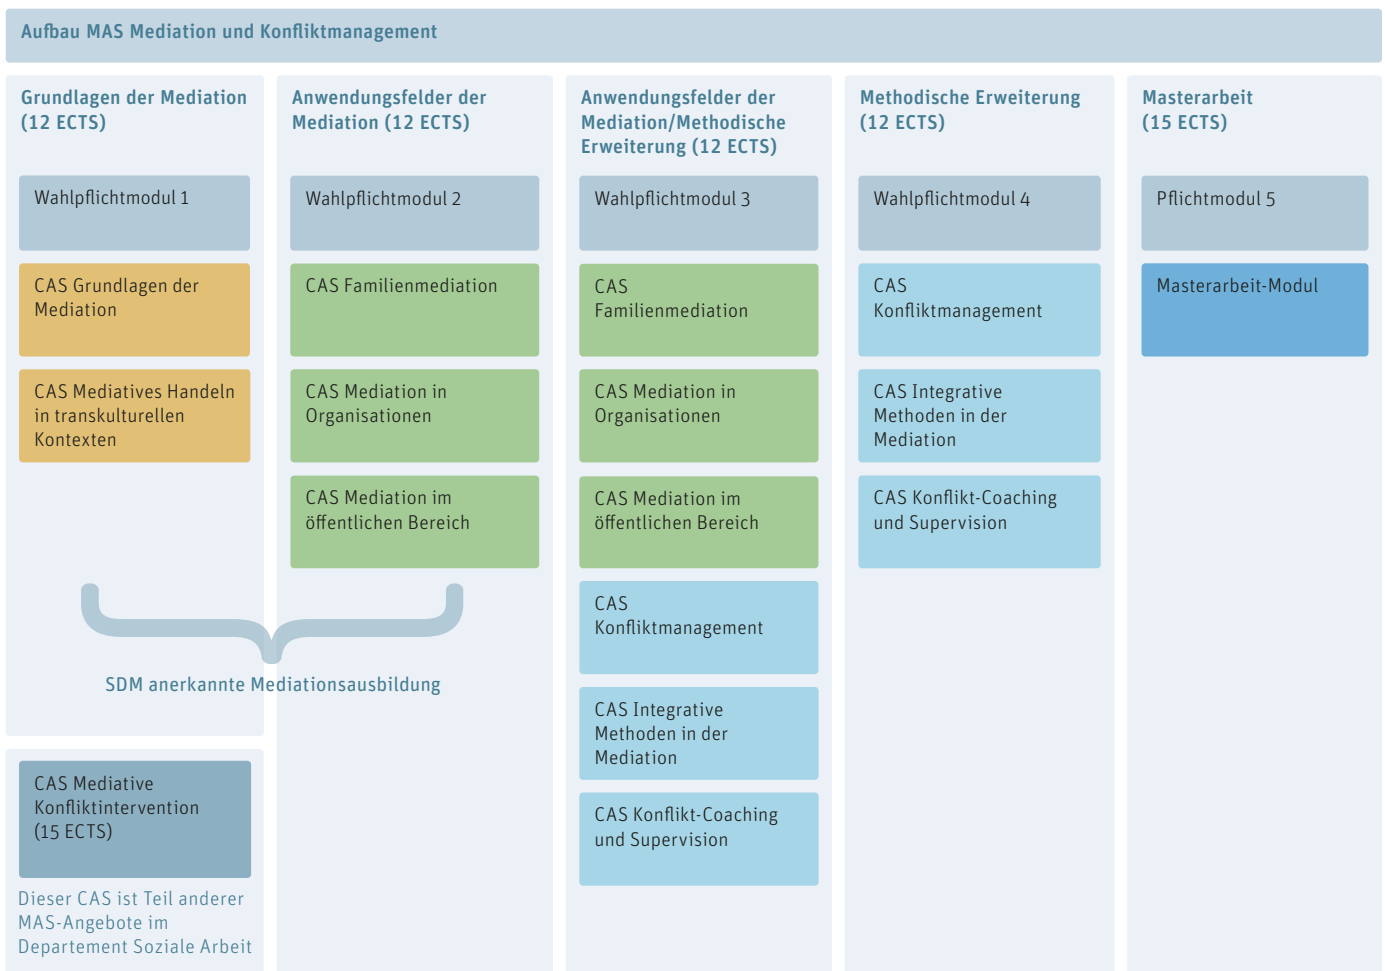 Aufbau MAS Mediation und Konfliktmanagement
Grundlagen der Mediation
(12 ECTS)
Wahlpflichtmodul 1
CAS Grundlagen der
Mediation
CAS Mediatives Handeln
in transkulturellen
Kontexten
Anwendungsfelder der
Mediation (12 ECTS)
Wahlpflichtmodul 2
CAS Familienmediation
CAS Mediation in
Organisationen
CAS Mediation im
öffentlichen Bereich
SDM anerkannte Mediationsausbildung
CAS Mediative
Konfliktintervention
(15 ECTS)
Dieser CAS ist Teil anderer
MAS-Angebote im
Departement Soziale Arbeit
Anwendungsfelder der
Mediation/Methodische
Erweiterung (12 ECTS)
Wahlpflichtmodul 3
CAS
Familienmediation
CAS Mediation in
Organisationen
CAS Mediation im
öffentlichen Bereich
CAS
Konfliktmanagement
CAS Integrative
Methoden in der
Mediation
CAS Konflikt-Coaching
und Supervision
Methodische Erweiterung
(12 ECTS)
Wahlpflichtmodul 4
CAS
Konfliktmanagement
CAS Integrative
Methoden in der
Mediation
CAS Konflikt-Coaching
und Supervision
Masterarbeit
(15 ECTS)
Pflichtmodul 5
Masterarbeit-Modul